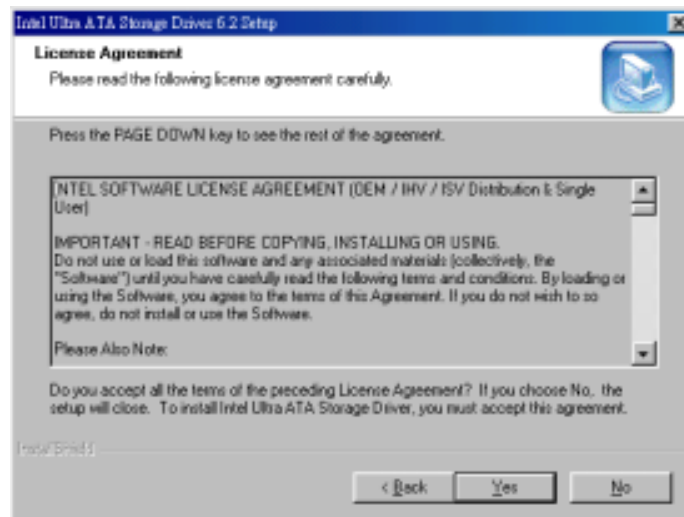 Intel Ultra ATA Storage Driver 6.2 Setup
License Agreement
Please read the following license agreement carefully.
Press the PAGE DOWN key to see the rest of the agreement.
INTEL SOFTWARE LICENSE AGREEMENT (OEM / IHV / ISV Distribution & Single
User)
IMPORTANT - READ BEFORE COPYING, INSTALLING OR USING.
Do not use or load this software and any associated materials (collectively, the
"Software") until you have carefully read the following terms and conditions. By loading or
using the Software, you agree to the terms of this Agreement. If you do not wish to so
agree, do not install or use the Software.
Please Also Note:
Do you accept all the terms of the preceding License Agreement? If you choose No, the
setup will close. To install Intel Ultra ATA Storage Driver, you must accept this agreement.
InstallShield
< Back
Yes
No